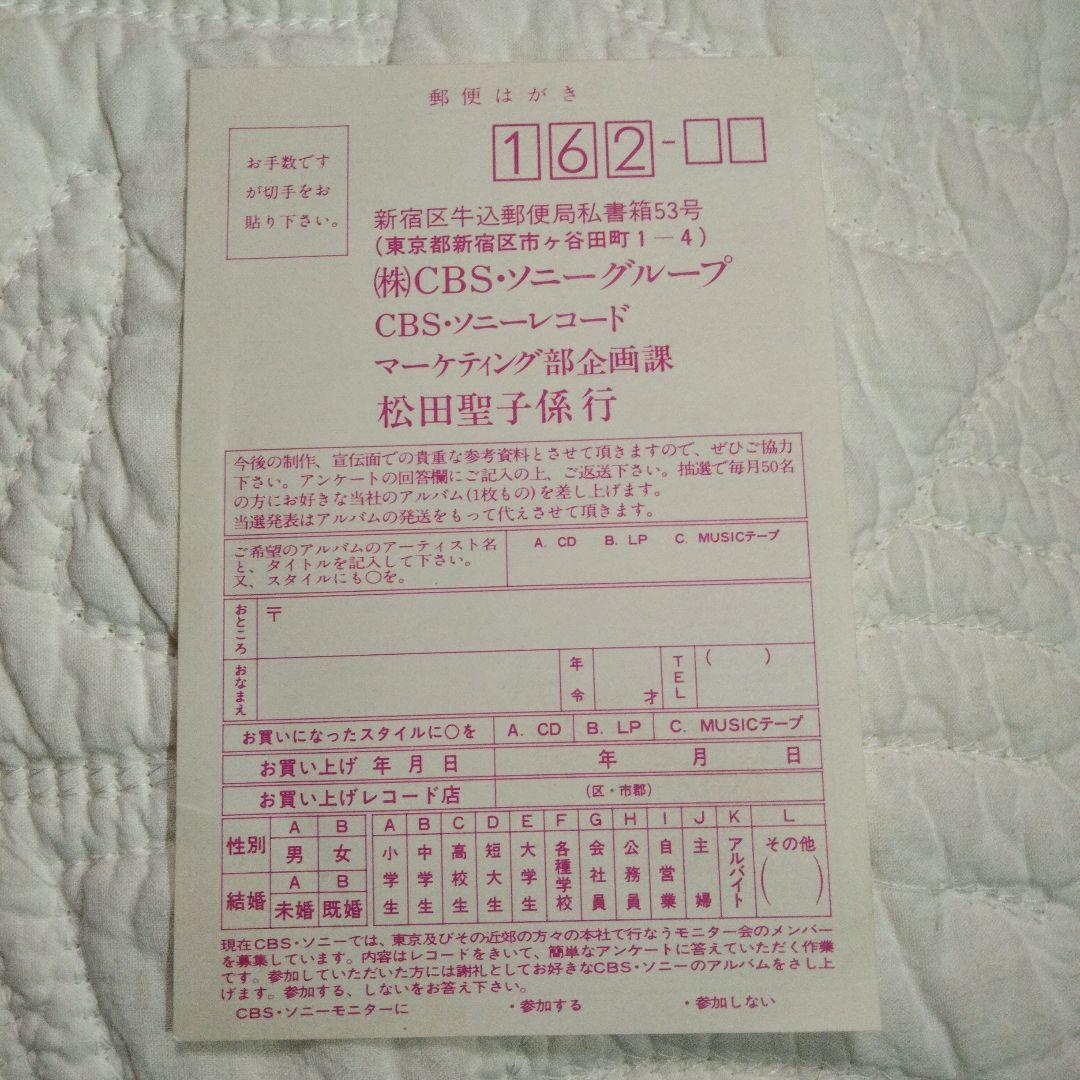 郵便はがき
お手数です
が切手をお
貼り下さい。
162-□□
新宿区牛込郵便局私書箱53号
(東京都新宿区市ヶ谷田町1―4)
㈱CBS・ソニーグループ
CBS・ソニーレコード
マーケティング部企画課
松田聖子係行
今後の制作、宣伝面での貴重な参考資料とさせて頂きますので、ぜひご協力
下さい。アンケートの回答欄にご記入の上、ご返送下さい。抽選で毎月50名
の方にお好きな当社のアルバム(1枚もの)を差し上げます。
当選発表はアルバムの発送をもって代えさせて頂きます。
ご希望のアルバムのアーティスト名
と、タイトルを記入して下さい。
又、スタイルにも〇を。
A. CD B. LP C. MUSICテープ
おところ 〒
おなまえ 年令 才 TEL ( )
お買いになったスタイルに〇を A. CD B. LP C. MUSICテープ
お買い上げ 年 月 日 年 月 日
お買い上げレコード店 (区・市郡)
性別 A 男 B 女
結婚 A 未婚 B 既婚
A B C D E F G H I J K L
小学生 中学生 高校生 短大生 大学生 各種学校 会社員 公務員 自営業 主婦 アルバイト その他( )
現在CBS・ソニーでは、東京及びその近郊の方々の本社で行なうモニター会のメンバー
を募集しています。内容はレコードをきいて、簡単なアンケートに答えていただく作業
です。参加していただいた方には謝礼としてお好きなCBS・ソニーのアルバムをさし上
げます。参加する、しないをお答え下さい。
CBS・ソニーモニターに ・参加する ・参加しない